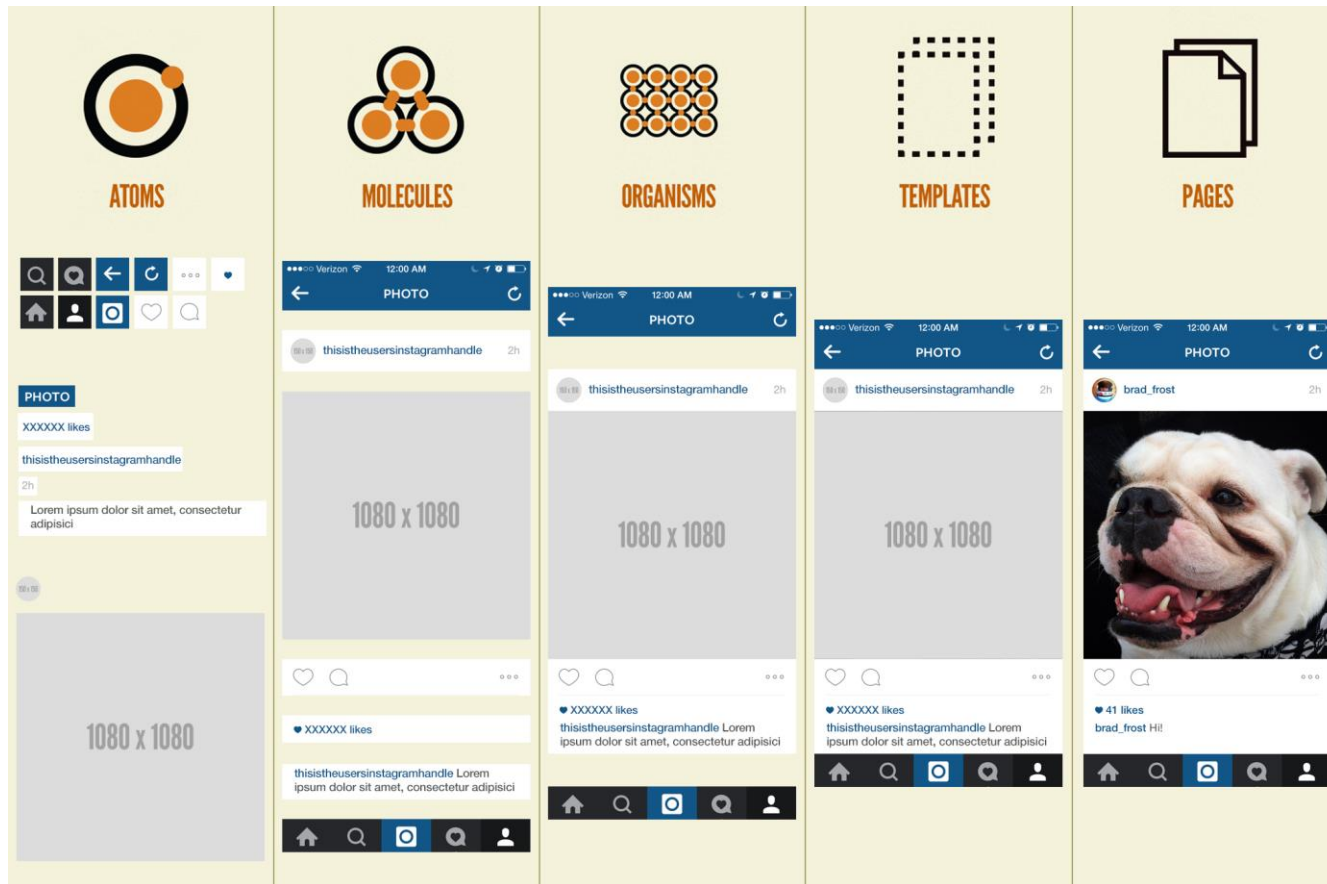 ATOMS
PHOTO
XXXXXX likes
thisistheusersinstagramhandle
2h
Lorem ipsum dolor sit amet, consectetur
adipisici
1080 x 1080
MOLECULES
Verizon 12:00 AM
PHOTO
thisistheusersinstagramhandle 2h
1080 x 1080
XXXXXX likes
thisistheusersinstagramhandle Lorem
ipsum dolor sit amet, consectetur adipisici
ORGANISMS
Verizon 12:00 AM
PHOTO
thisistheusersinstagramhandle 2h
1080 x 1080
XXXXXX likes
thisistheusersinstagramhandle Lorem
ipsum dolor sit amet, consectetur adipisici
TEMPLATES
Verizon 12:00 AM
PHOTO
thisistheusersinstagramhandle 2h
1080 x 1080
XXXXXX likes
thisistheusersinstagramhandle Lorem
ipsum dolor sit amet, consectetur adipisici
PAGES
Verizon 12:00 AM
PHOTO
brad_frost 2h
41 likes
brad_frost Hi!